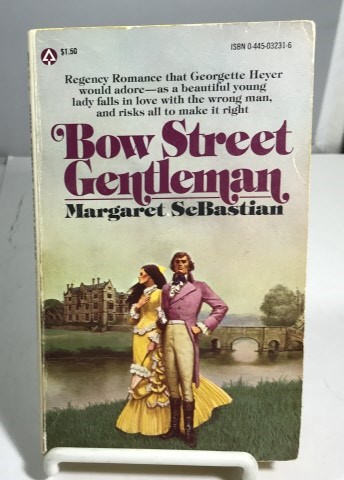 $1.50
ISBN 0-445-03231-6
Regency Romance that Georgette Heyer
would adore—as a beautiful young
lady falls in love with the wrong man,
and risks all to make it right
Bow Street
Gentleman
Margaret SeBastian